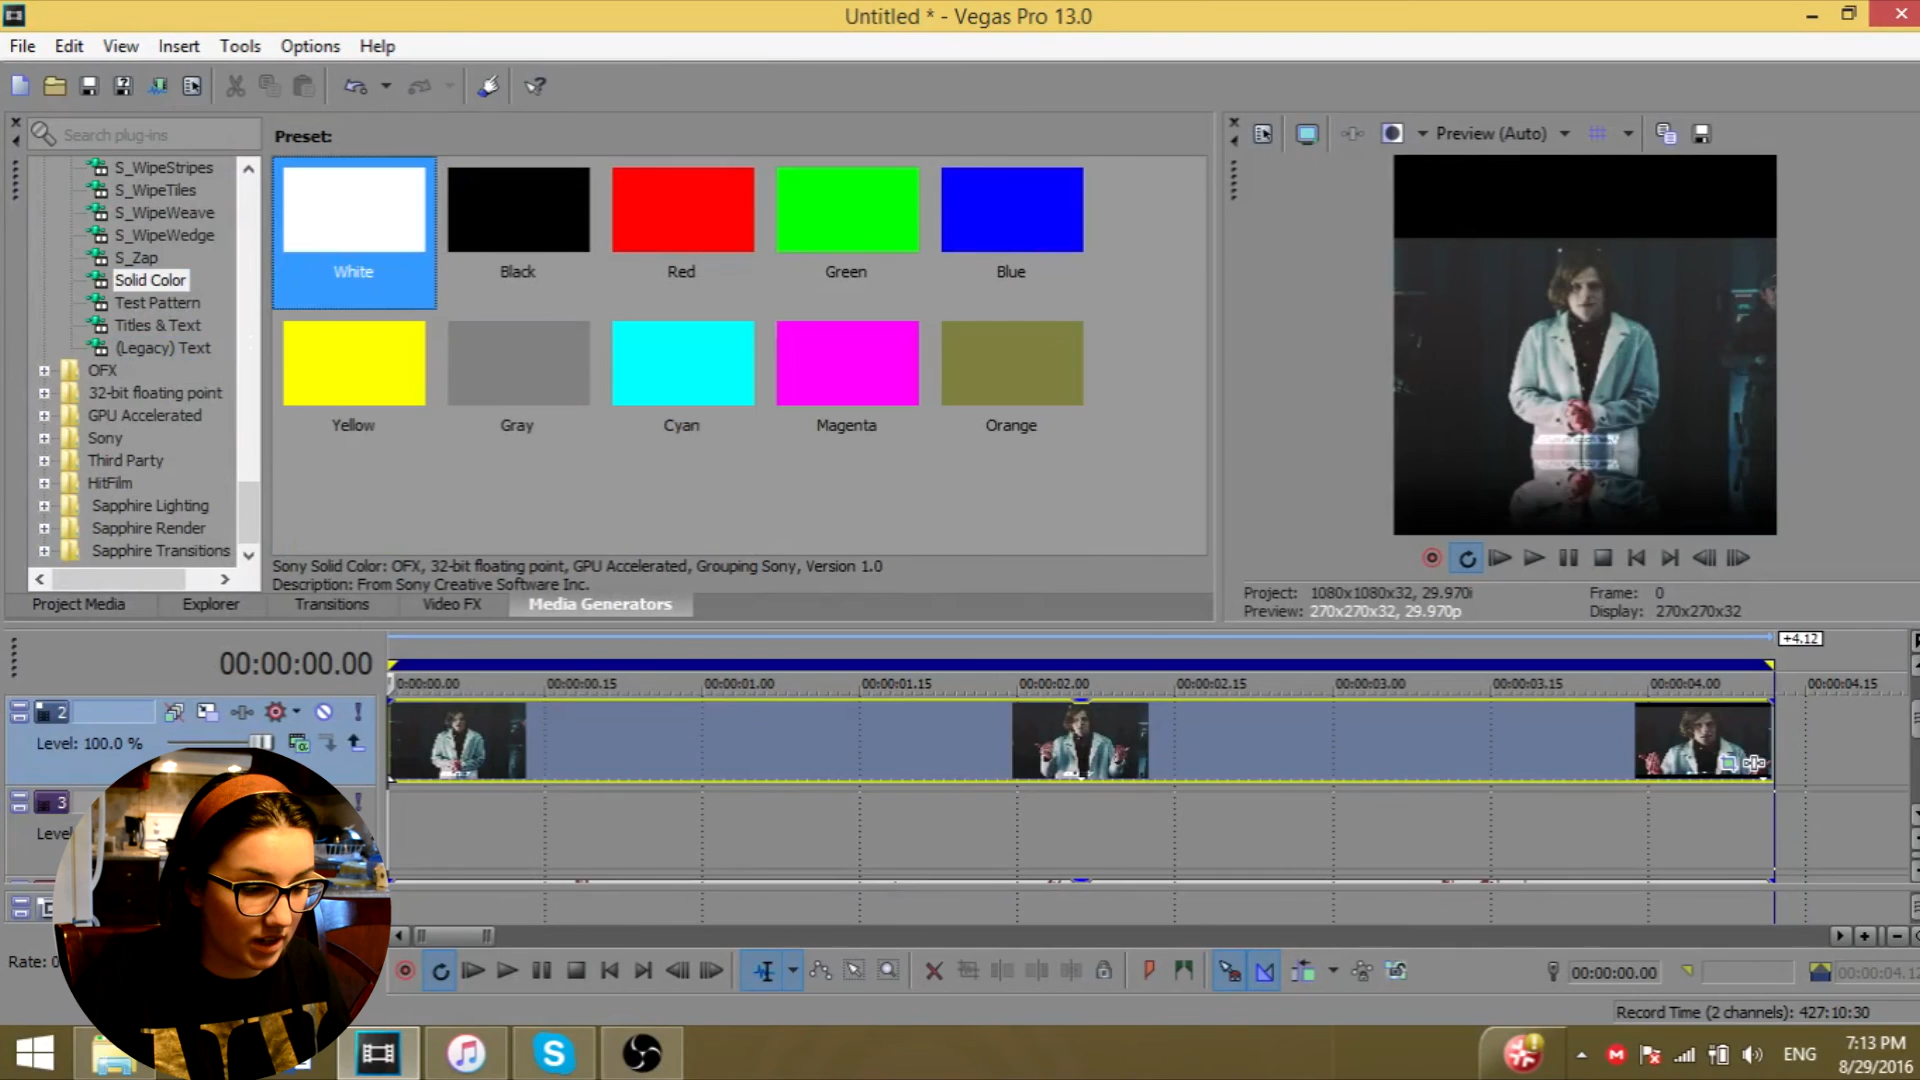 Untitled * - Vegas Pro 13.0
File Edit View Insert Tools Options Help
Search plug-ins
S_WipeStripes
S_WipeTiles
S_WipeWeave
S_WipeWedge
S_Zap
Solid Color
Test Pattern
Titles & Text
(Legacy) Text
OFX
32-bit floating point
GPU Accelerated
Sony
Third Party
HitFilm
Sapphire Lighting
Sapphire Render
Sapphire Transitions
Preset:
White Black Red Green Blue
Yellow Gray Cyan Magenta Orange
Sony Solid Color: OFX, 32-bit floating point, GPU Accelerated, Grouping Sony, Version 1.0
Description: From Sony Creative Software Inc.
Project Media Explorer Transitions Video FX Media Generators
Preview (Auto)
Project: 1080x1080x32, 29.970i Frame: 0
Preview: 270x270x32, 29.970p Display: 270x270x32
+4.12
00:00:00.00
0:00:00.00 00:00:00.15 00:00:01.00 00:00:01.15 00:00:02.00 00:00:02.15 00:00:03.00 00:00:03.15 00:00:04.00 00:00:04.15
2
Level: 100.0 %
3
Leve
Rate: 0
00:00:00.00 00:00:04.12
Record Time (2 channels): 427:10:30
ENG
7:13 PM
8/29/2016